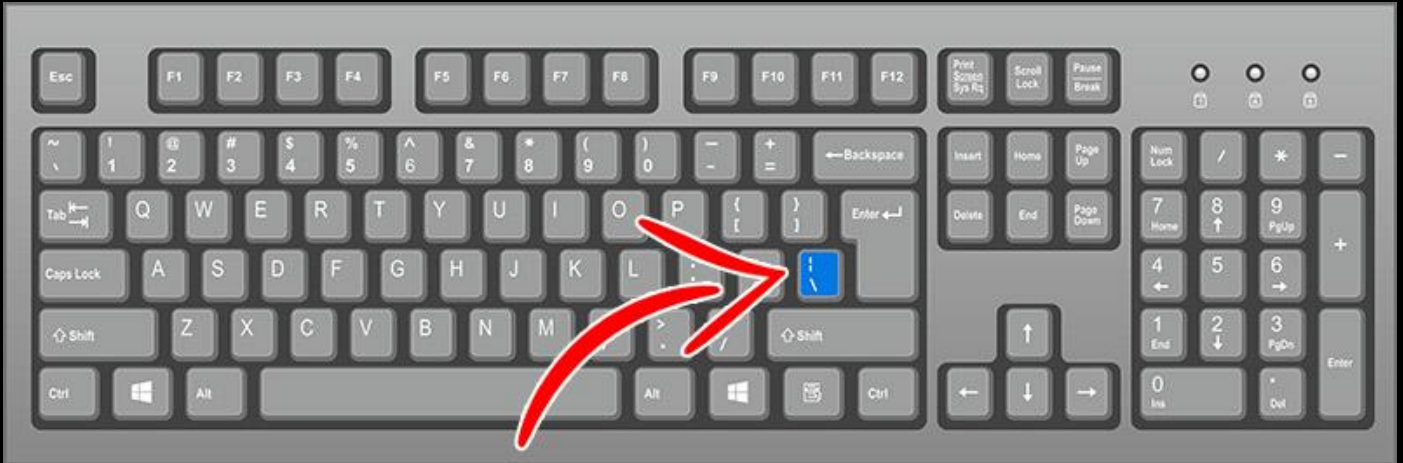 Esc F1 F2 F3 F4 F5 F6 F7 F8 F9 F10 F11 F12 Print Screen Sys Rq Scroll Lock Pause Break
~ ! @ # $ % ^ & * ( ) — +
\ 1 2 3 4 5 6 7 8 9 0 - = ←Backspace Insert Home Page Up Num Lock / * –
Tab Q W E R T Y U I O P { [ } ] Enter Delete End Page Down 7 Home 8 ↑ 9 PgUp +
Caps Lock A S D F G H J K L : ¦ \ 4 ← 5 6 →
Shift Z X C V B N M > . / Shift ↑ 1 End 2 ↓ 3 PgDn Enter
Ctrl Alt Alt Ctrl ← ↓ → 0 Ins . Del